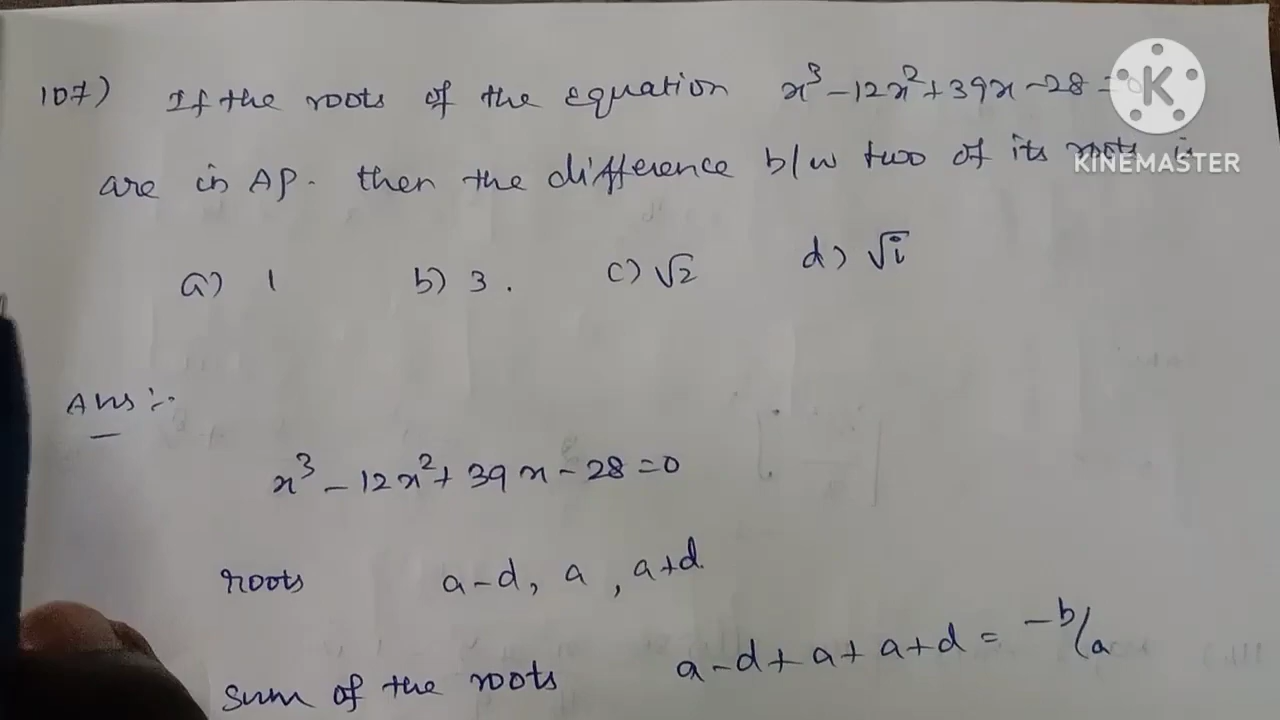 107) If the roots of the equation x³ - 12x² + 39x - 28 = 0
are in AP. then the difference b/w two of its roots is
a) 1 b) 3. c) √2 d) √i
Ans :-
x³ - 12x² + 39x - 28 = 0
roots a-d, a, a+d.
sum of the roots a-d+a+a+d = -b/a
K
KINEMASTER